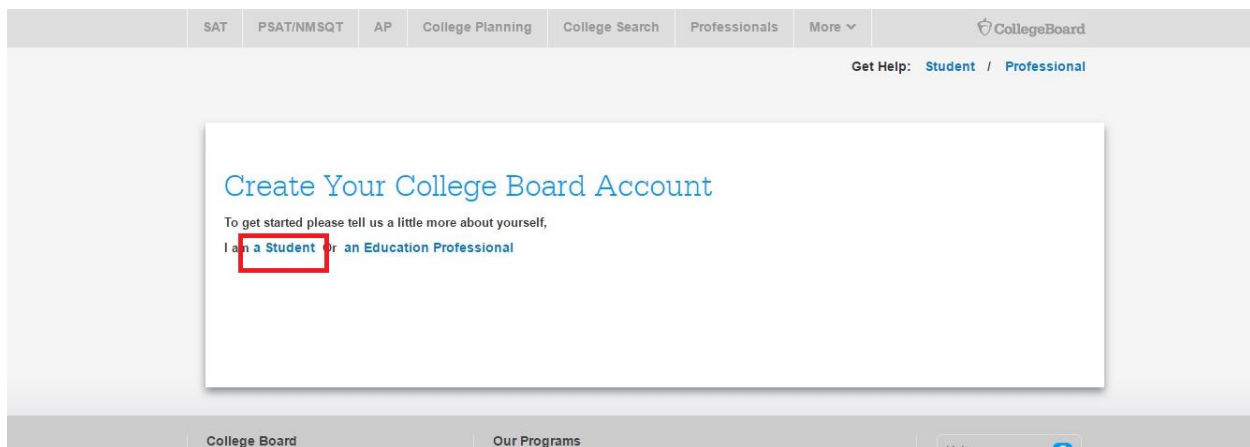 SAT PSAT/NMSQT AP College Planning College Search Professionals More CollegeBoard
Get Help: Student / Professional
Create Your College Board Account
To get started please tell us a little more about yourself,
I am a Student Or an Education Professional
College Board Our Programs